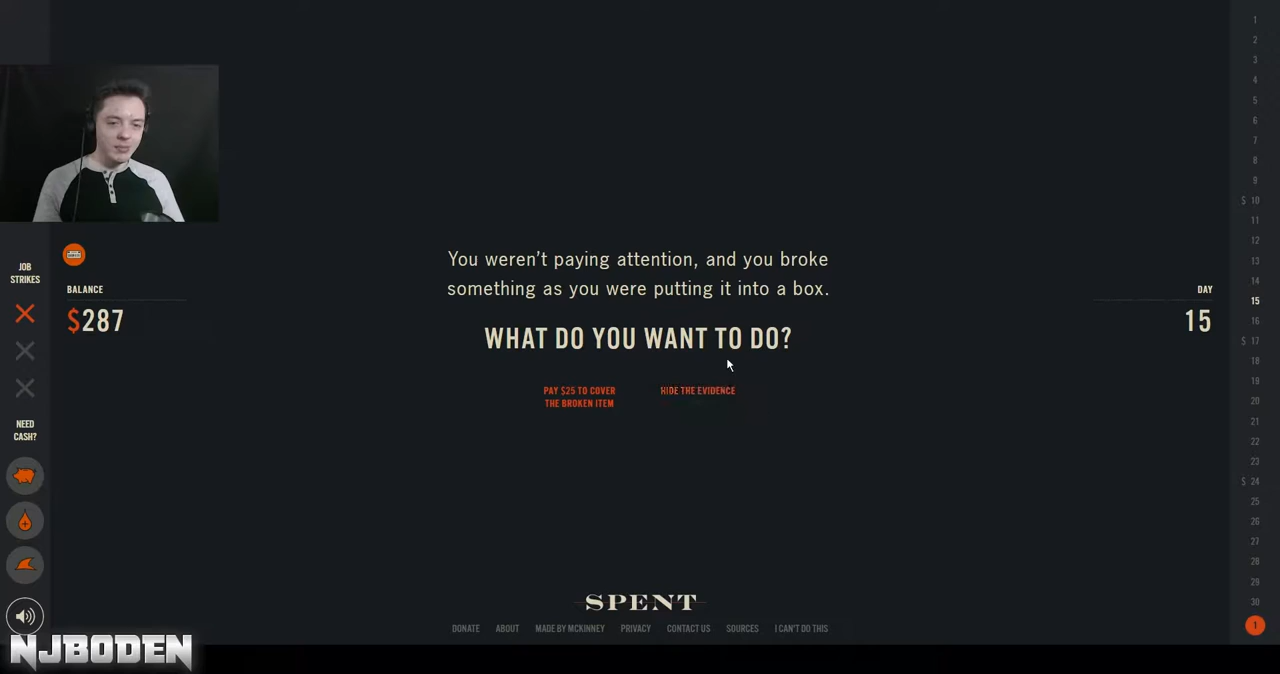 JOB
STRIKES
BALANCE
$287
NEED
CASH?
You weren't paying attention, and you broke
something as you were putting it into a box.
WHAT DO YOU WANT TO DO?
PAY $25 TO COVER
THE BROKEN ITEM
HIDE THE EVIDENCE
DAY
15
1
2
3
4
5
6
7
8
9
$ 10
11
12
13
14
15
16
$ 17
18
19
20
21
22
23
$ 24
25
26
27
28
29
30
1
SPENT
DONATE ABOUT MADE BY MCKINNEY PRIVACY CONTACT US SOURCES I CAN'T DO THIS
NJBODEN